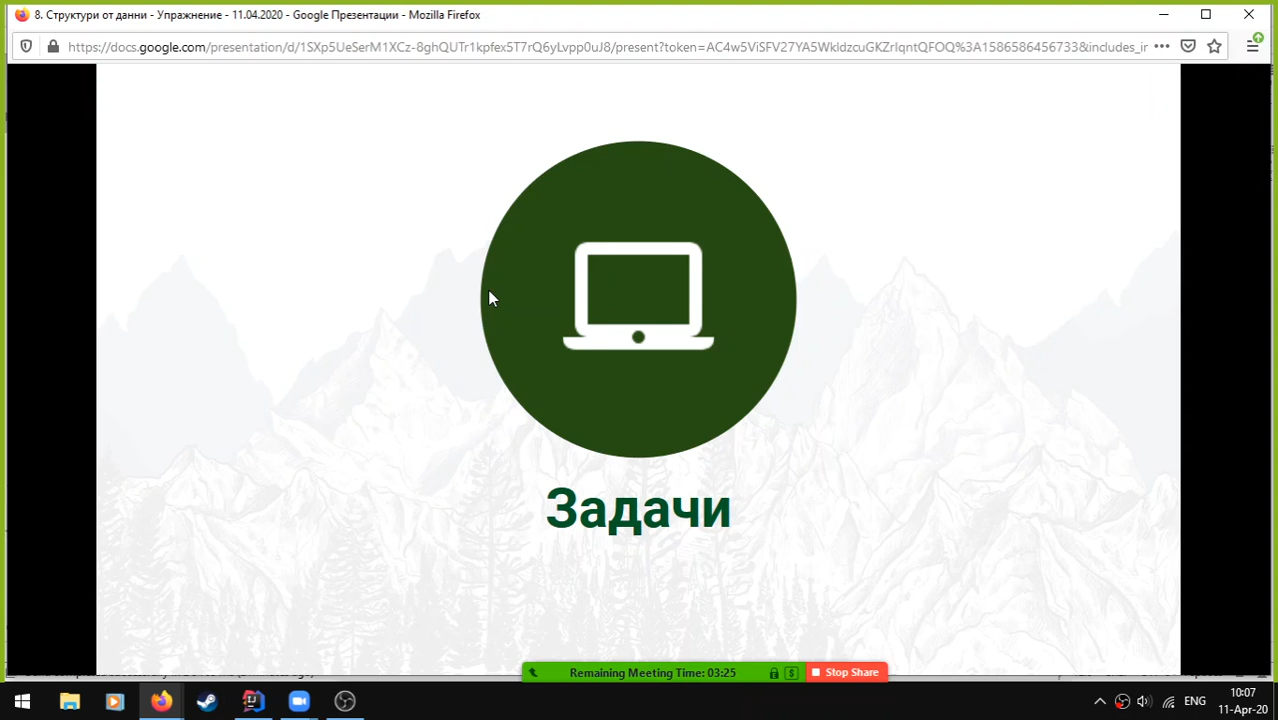 8. Структури от данни - Упражнение - 11.04.2020 - Google Презентации - Mozilla Firefox
https://docs.google.com/presentation/d/1SXp5UeSerM1XCz-8ghQUTr1kpfex5T7rQ6yLvpp0uJ8/present?token=AC4w5ViSFV27YA5WkldzcuGKZrIqntQFOQ%3A1586586456733&includes_ir
Задачи
Remaining Meeting Time: 03:25
Stop Share
ENG
10:07
11-Apr-20